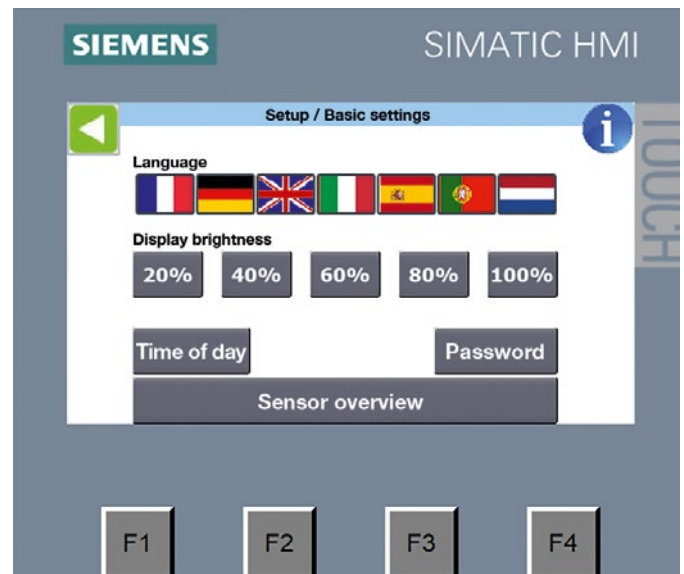 SIEMENS
SIMATIC HMI
TOUCH
Setup / Basic settings
i
Language
Display brightness
20% 40% 60% 80% 100%
Time of day
Password
Sensor overview
F1 F2 F3 F4